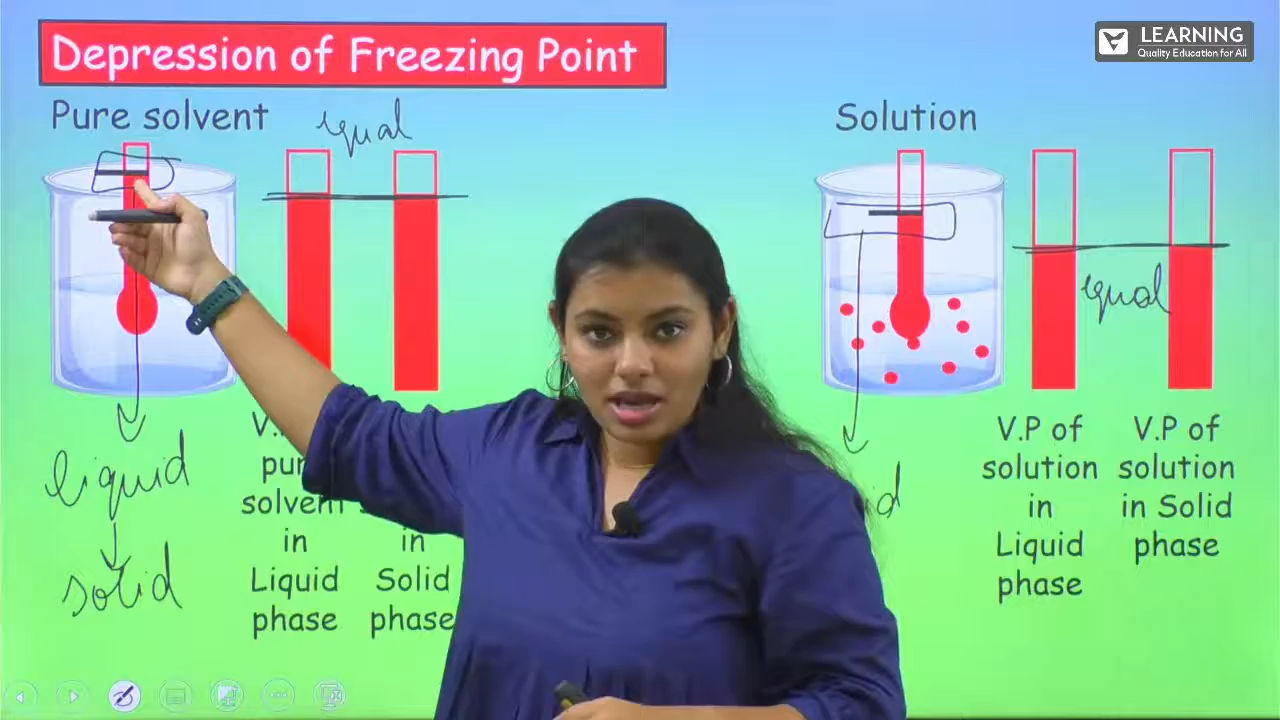 Depression of Freezing Point
LEARNING
Quality Education for All
Pure solvent
equal
Solution
equal
liquid
solid
solvent
in
Liquid
phase
in
Solid
phase
V.P of
solution
in
Liquid
phase
V.P of
solution
in Solid
phase